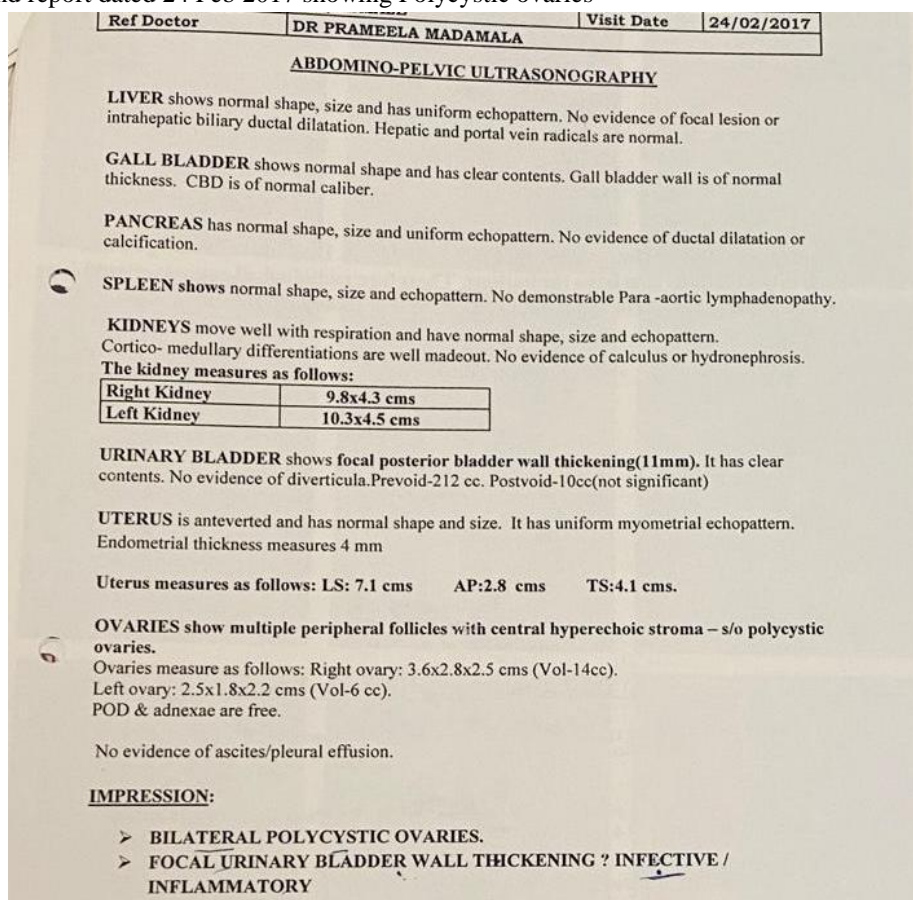 report dated 24 Feb 2017 showing Polycystic ovaries
Ref Doctor DR PRAMEELA MADAMALA Visit Date 24/02/2017
ABDOMINO-PELVIC ULTRASONOGRAPHY
LIVER shows normal shape, size and has uniform echopattern. No evidence of focal lesion or
intrahepatic biliary ductal dilatation. Hepatic and portal vein radicals are normal.
GALL BLADDER shows normal shape and has clear contents. Gall bladder wall is of normal
thickness. CBD is of normal caliber.
PANCREAS has normal shape, size and uniform echopattern. No evidence of ductal dilatation or
calcification.
SPLEEN shows normal shape, size and echopattern. No demonstrable Para -aortic lymphadenopathy.
KIDNEYS move well with respiration and have normal shape, size and echopattern.
Cortico- medullary differentiations are well madeout. No evidence of calculus or hydronephrosis.
The kidney measures as follows:
Right Kidney 9.8x4.3 cms
Left Kidney 10.3x4.5 cms
URINARY BLADDER shows focal posterior bladder wall thickening(11mm). It has clear
contents. No evidence of diverticula.Prevoid-212 cc. Postvoid-10cc(not significant)
UTERUS is anteverted and has normal shape and size. It has uniform myometrial echopattern.
Endometrial thickness measures 4 mm
Uterus measures as follows: LS: 7.1 cms AP:2.8 cms TS:4.1 cms.
OVARIES show multiple peripheral follicles with central hyperechoic stroma – s/o polycystic
ovaries.
Ovaries measure as follows: Right ovary: 3.6x2.8x2.5 cms (Vol-14cc).
Left ovary: 2.5x1.8x2.2 cms (Vol-6 cc).
POD & adnexae are free.
No evidence of ascites/pleural effusion.
IMPRESSION:
➢ BILATERAL POLYCYSTIC OVARIES.
➢ FOCAL URINARY BLADDER WALL THICKENING ? INFECTIVE /
INFLAMMATORY